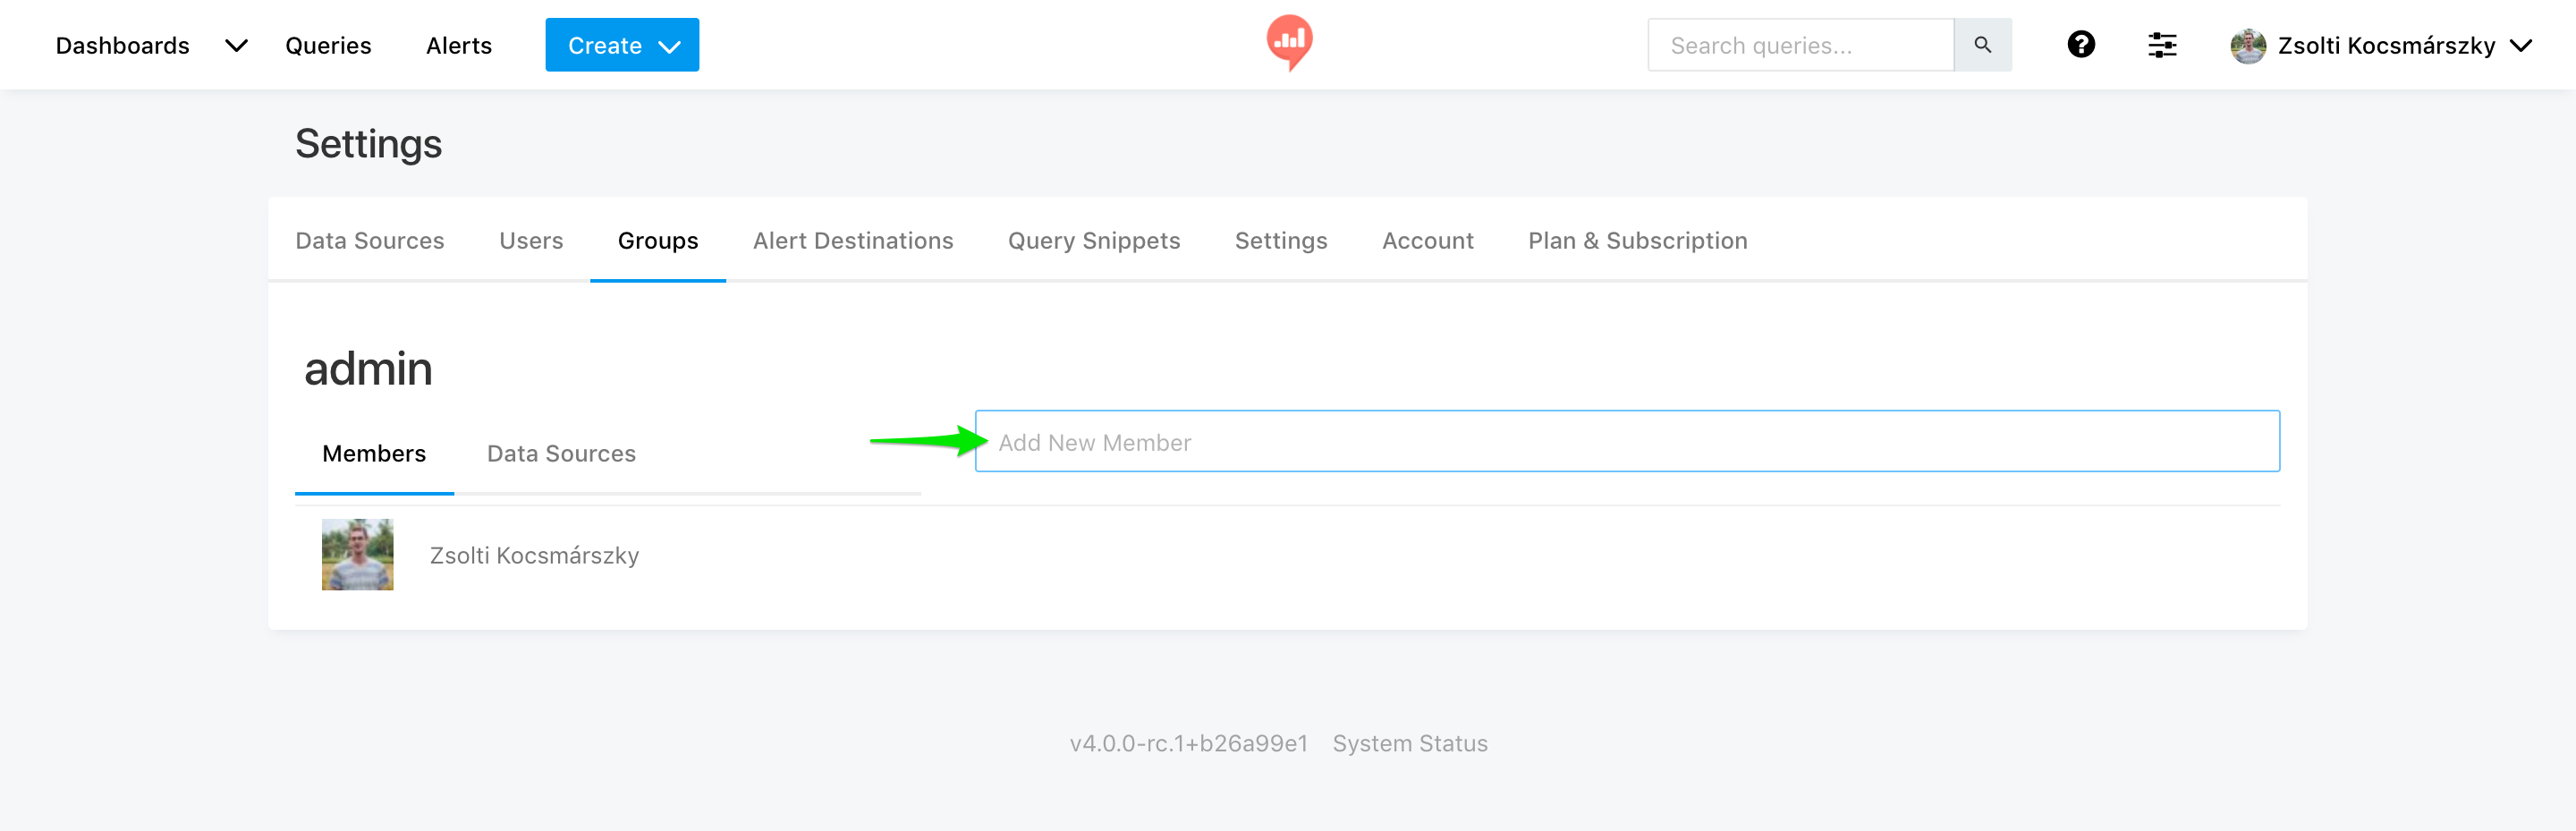 Dashboards Queries Alerts Create Search queries... Zsolti Kocsmárszky
Settings
Data Sources Users Groups Alert Destinations Query Snippets Settings Account Plan & Subscription
admin
Add New Member
Members Data Sources
Zsolti Kocsmárszky
v4.0.0-rc.1+b26a99e1 System Status